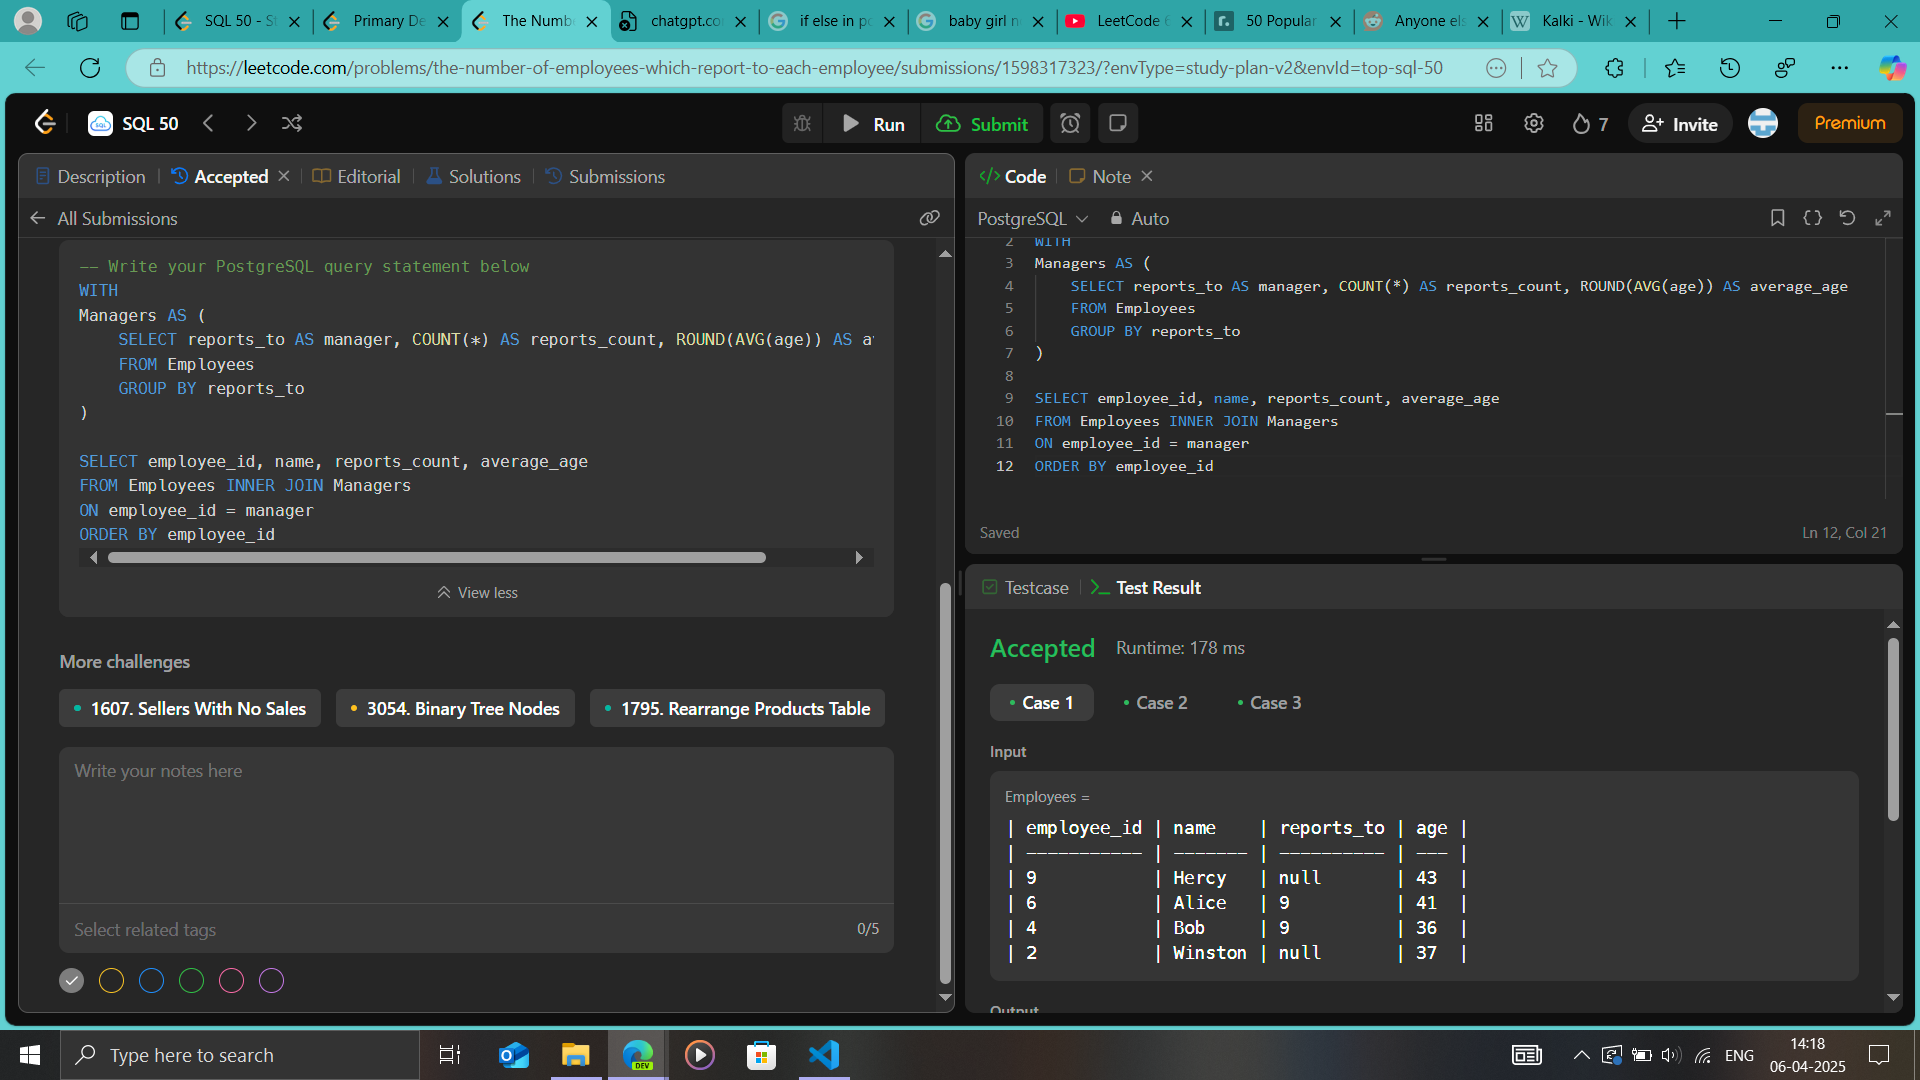 SQL 50 - St
Primary De
The Numbe
chatgpt.co
if else in po
baby girl n
LeetCode 6
50 Popular
Anyone els
Kalki - Wik
https://leetcode.com/problems/the-number-of-employees-which-report-to-each-employee/submissions/1598317323/?envType=study-plan-v2&envId=top-sql-50
SQL 50
Run
Submit
7
Invite
Premium
Description
Accepted
Editorial
Solutions
Submissions
All Submissions
-- Write your PostgreSQL query statement below
WITH
Managers AS (
SELECT reports_to AS manager, COUNT(*) AS reports_count, ROUND(AVG(age)) AS a
FROM Employees
GROUP BY reports_to
)
SELECT employee_id, name, reports_count, average_age
FROM Employees INNER JOIN Managers
ON employee_id = manager
ORDER BY employee_id
View less
More challenges
1607. Sellers With No Sales
3054. Binary Tree Nodes
1795. Rearrange Products Table
Write your notes here
Select related tags
0/5
Code
Note
PostgreSQL
Auto
2 WITH
3 Managers AS (
4 SELECT reports_to AS manager, COUNT(*) AS reports_count, ROUND(AVG(age)) AS average_age
5 FROM Employees
6 GROUP BY reports_to
7 )
8
9 SELECT employee_id, name, reports_count, average_age
10 FROM Employees INNER JOIN Managers
11 ON employee_id = manager
12 ORDER BY employee_id
Saved
Ln 12, Col 21
Testcase
Test Result
Accepted
Runtime: 178 ms
Case 1
Case 2
Case 3
Input
Employees =
| employee_id | name | reports_to | age |
| ----------- | ------- | ---------- | --- |
| 9 | Hercy | null | 43 |
| 6 | Alice | 9 | 41 |
| 4 | Bob | 9 | 36 |
| 2 | Winston | null | 37 |
Output
Type here to search
DEV
ENG
14:18
06-04-2025